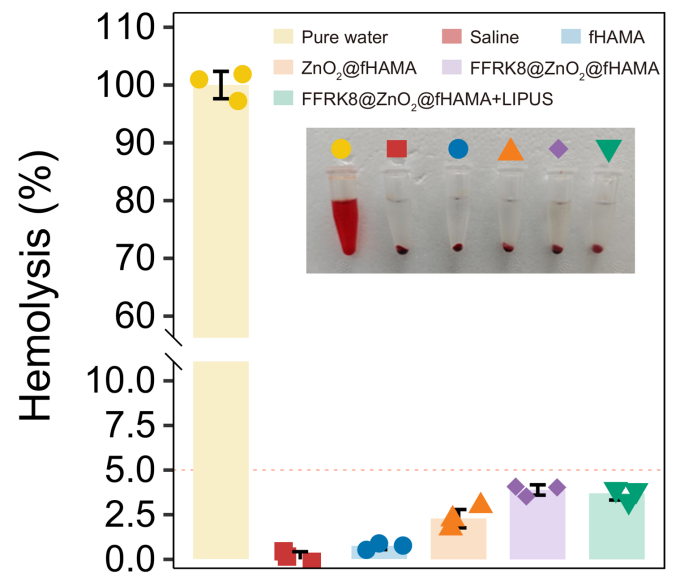 110
100
90
80
70
60
10.0
7.5
5.0
2.5
0.0
Hemolysis (%)
Pure water
Saline
fHAMA
ZnO₂@fHAMA
FFRK8@ZnO₂@fHAMA
FFRK8@ZnO₂@fHAMA+LIPUS